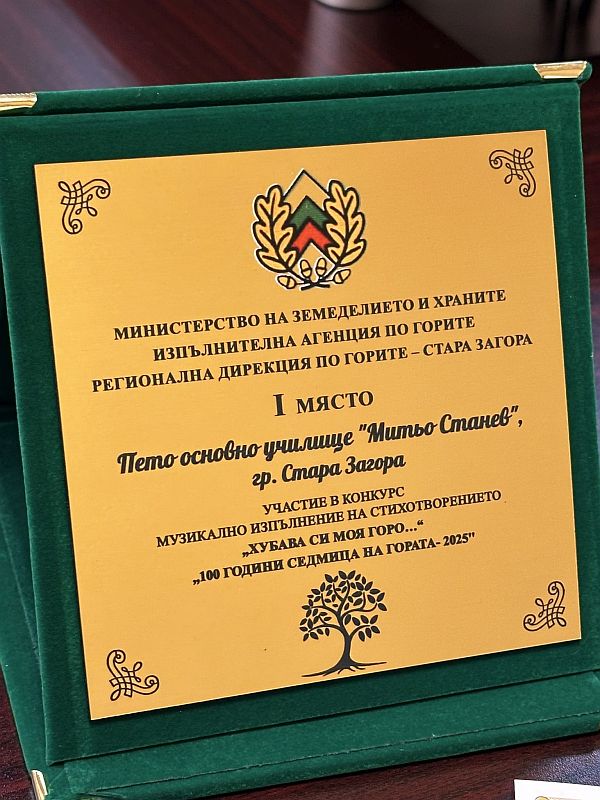 МИНИСТЕРСТВО НА ЗЕМЕДЕЛИЕТО И ХРАНИТЕ
ИЗПЪЛНИТЕЛНА АГЕНЦИЯ ПО ГОРИТЕ
РЕГИОНАЛНА ДИРЕКЦИЯ ПО ГОРИТЕ – СТАРА ЗАГОРА
I МЯСТО
Пето основно училище "Митьо Станев",
гр. Стара Загора
УЧАСТИЕ В КОНКУРС
МУЗИКАЛНО ИЗПЪЛНЕНИЕ НА СТИХОТВОРЕНИЕТО
„ХУБАВА СИ МОЯ ГОРО...“
„100 ГОДИНИ СЕДМИЦА НА ГОРАТА- 2025"